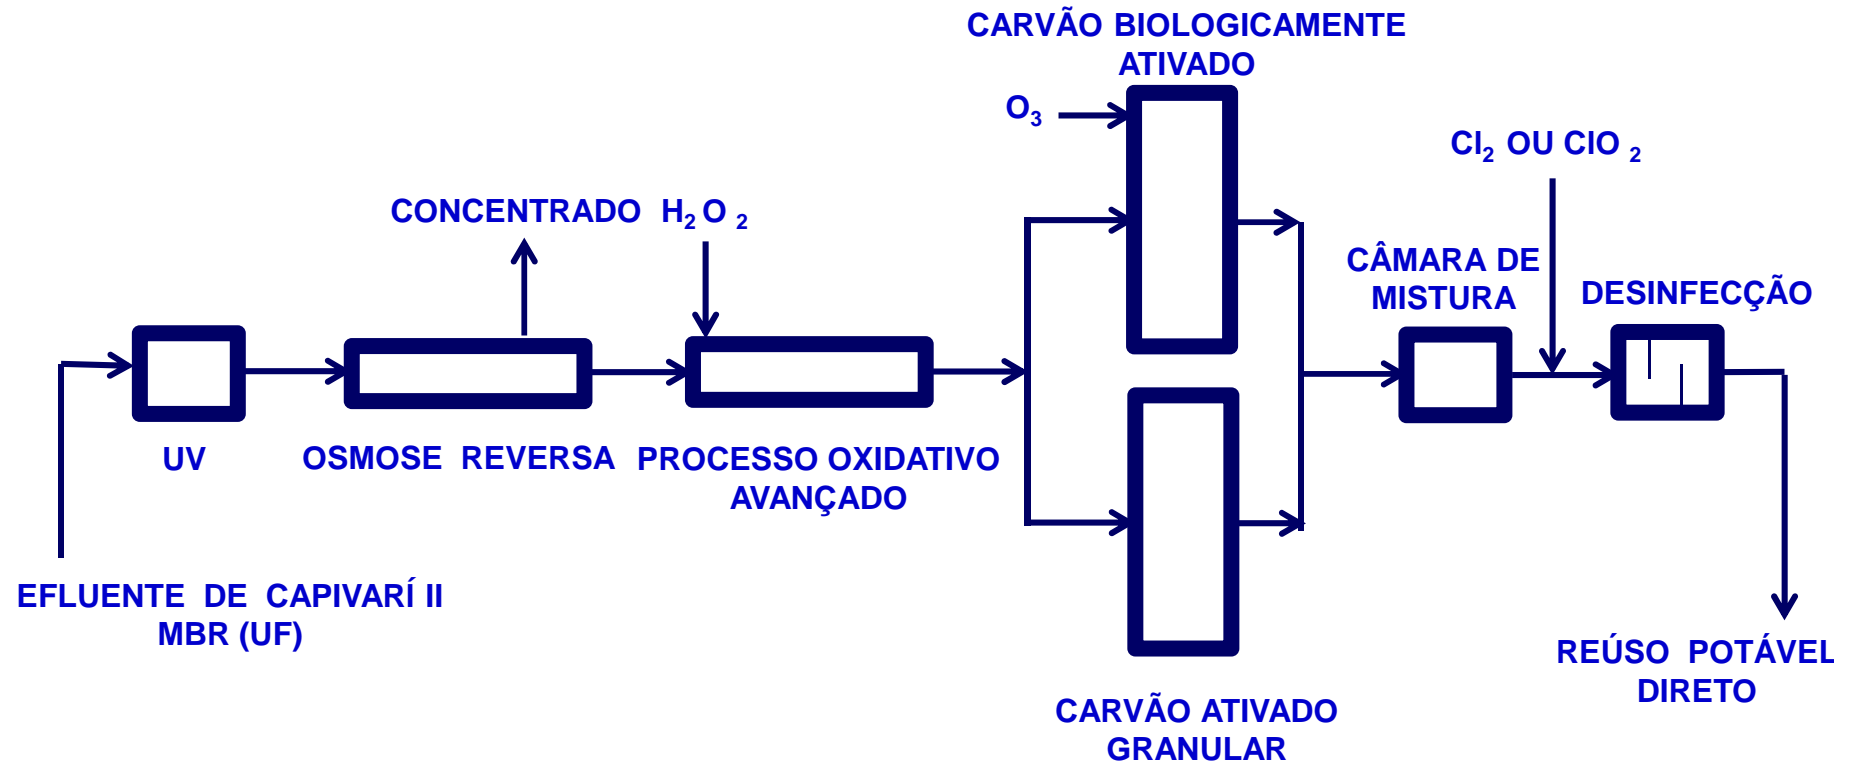 CARVÃO BIOLOGICAMENTE
ATIVADO
O3
Cl2 OU ClO 2
CONCENTRADO H2 O 2
CÂMARA DE
MISTURA
DESINFECÇÃO
UV
OSMOSE REVERSA
PROCESSO OXIDATIVO
AVANÇADO
EFLUENTE DE CAPIVARÍ II
MBR (UF)
REÚSO POTÁVEL
DIRETO
CARVÃO ATIVADO
GRANULAR